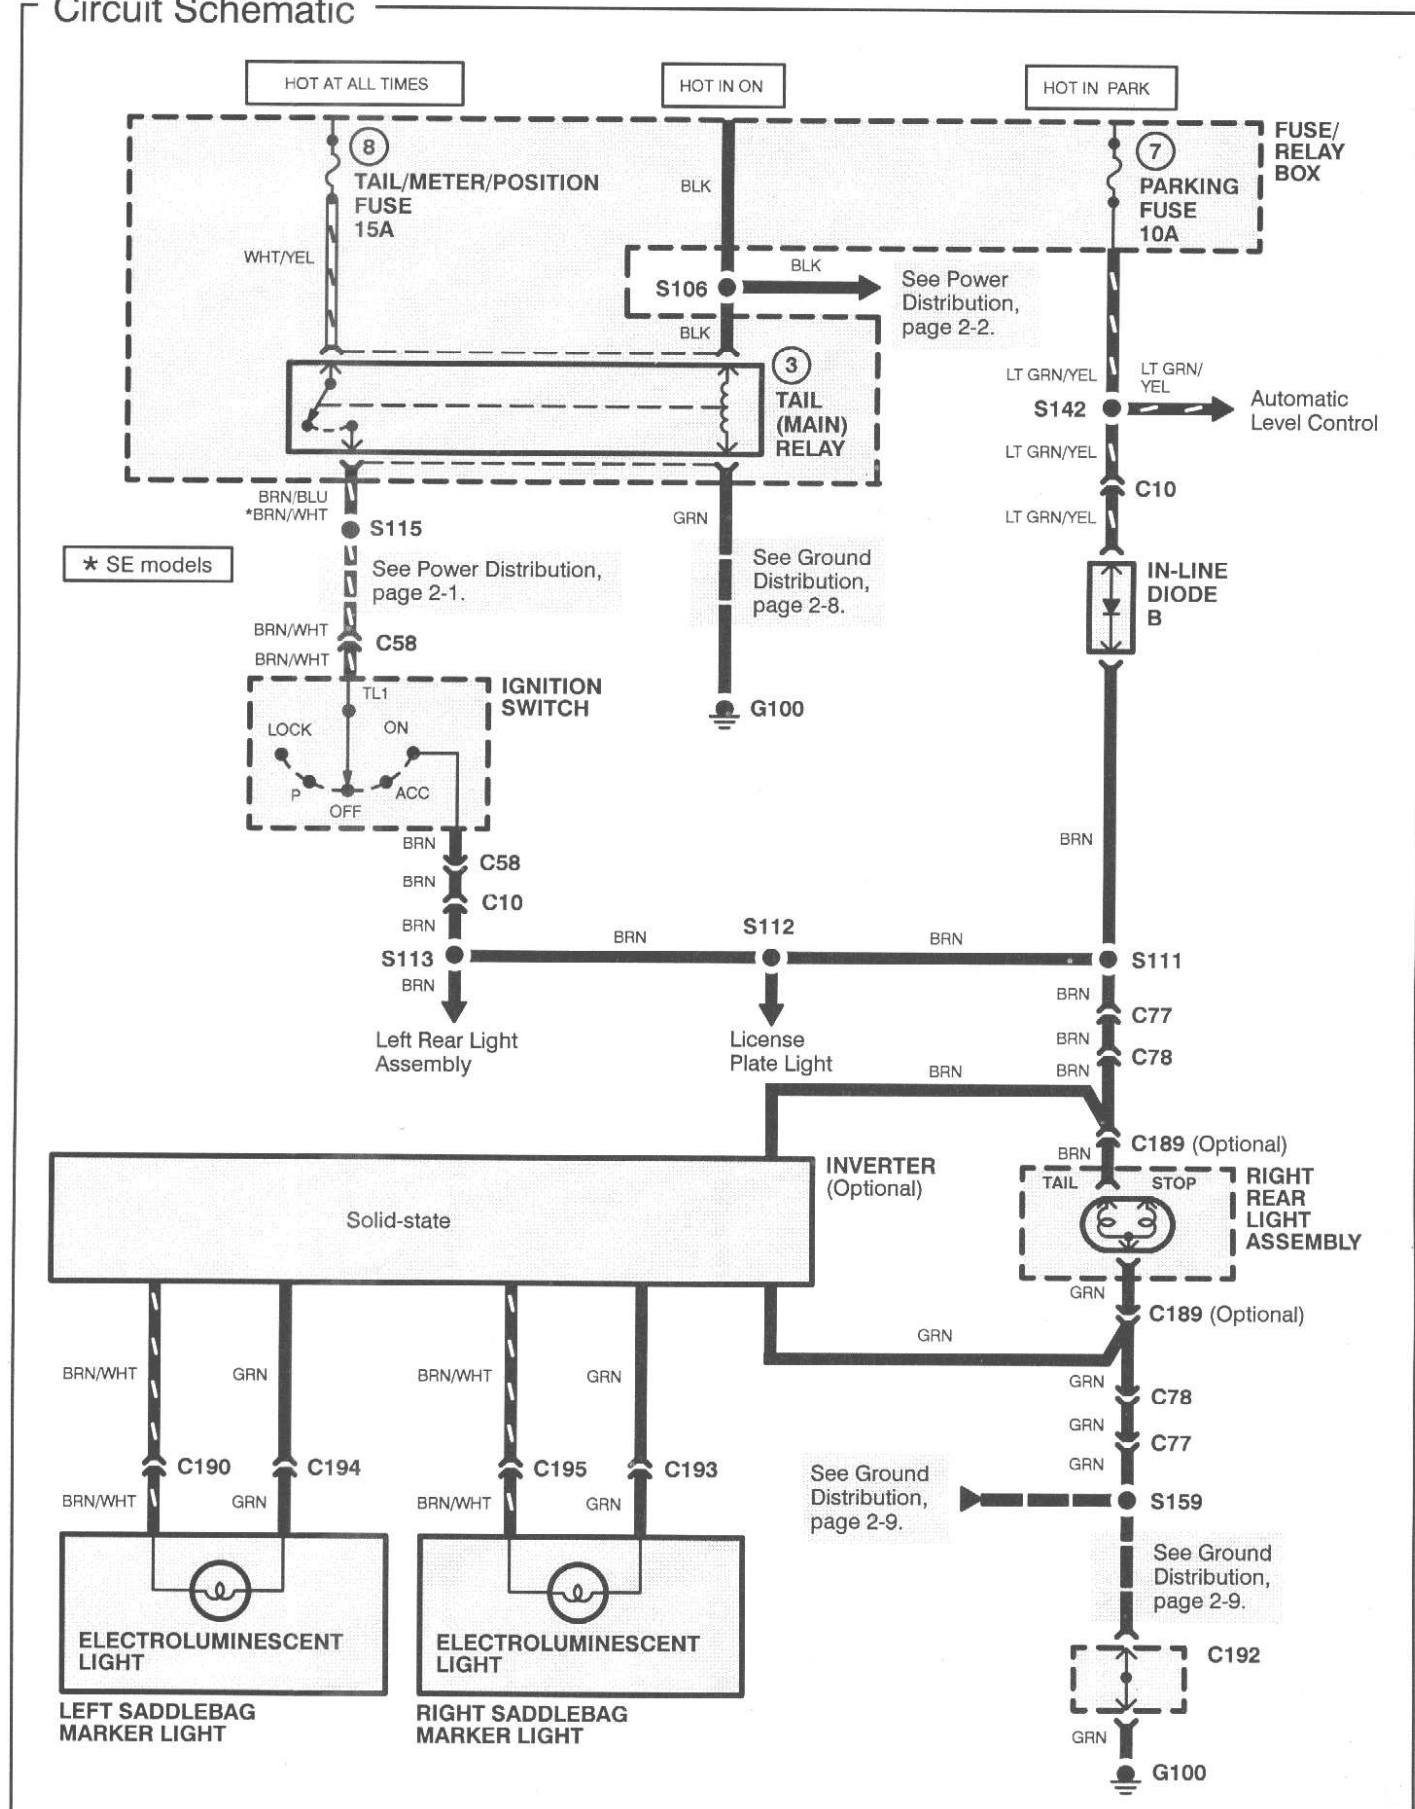 Circuit Schematic
HOT AT ALL TIMES
HOT IN ON
HOT IN PARK
8
TAIL/METER/POSITION
FUSE
15A
WHT/YEL
BLK
7
PARKING
FUSE
10A
FUSE/
RELAY
BOX
S106
BLK
See Power
Distribution,
page 2-2.
BLK
3
TAIL
(MAIN)
RELAY
LT GRN/YEL
LT GRN/
YEL
S142
Automatic
Level Control
LT GRN/YEL
C10
LT GRN/YEL
BRN/BLU
*BRN/WHT
S115
GRN
* SE models
See Power Distribution,
page 2-1.
See Ground
Distribution,
page 2-8.
IN-LINE
DIODE
B
BRN/WHT
C58
BRN/WHT
IGNITION
SWITCH
TL1
LOCK
ON
P
OFF
ACC
G100
BRN
C58
BRN
C10
BRN
S113
BRN
BRN
S112
BRN
BRN
S111
BRN
C77
BRN
C78
BRN
Left Rear Light
Assembly
License
Plate Light
BRN
C189 (Optional)
BRN
INVERTER
(Optional)
Solid-state
TAIL
STOP
RIGHT
REAR
LIGHT
ASSEMBLY
GRN
C189 (Optional)
GRN
GRN
C78
GRN
C77
GRN
BRN/WHT
GRN
BRN/WHT
GRN
C190
C194
C195
C193
BRN/WHT
GRN
BRN/WHT
GRN
See Ground
Distribution,
page 2-9.
S159
See Ground
Distribution,
page 2-9.
ELECTROLUMINESCENT
LIGHT
ELECTROLUMINESCENT
LIGHT
LEFT SADDLEBAG
MARKER LIGHT
RIGHT SADDLEBAG
MARKER LIGHT
C192
GRN
G100